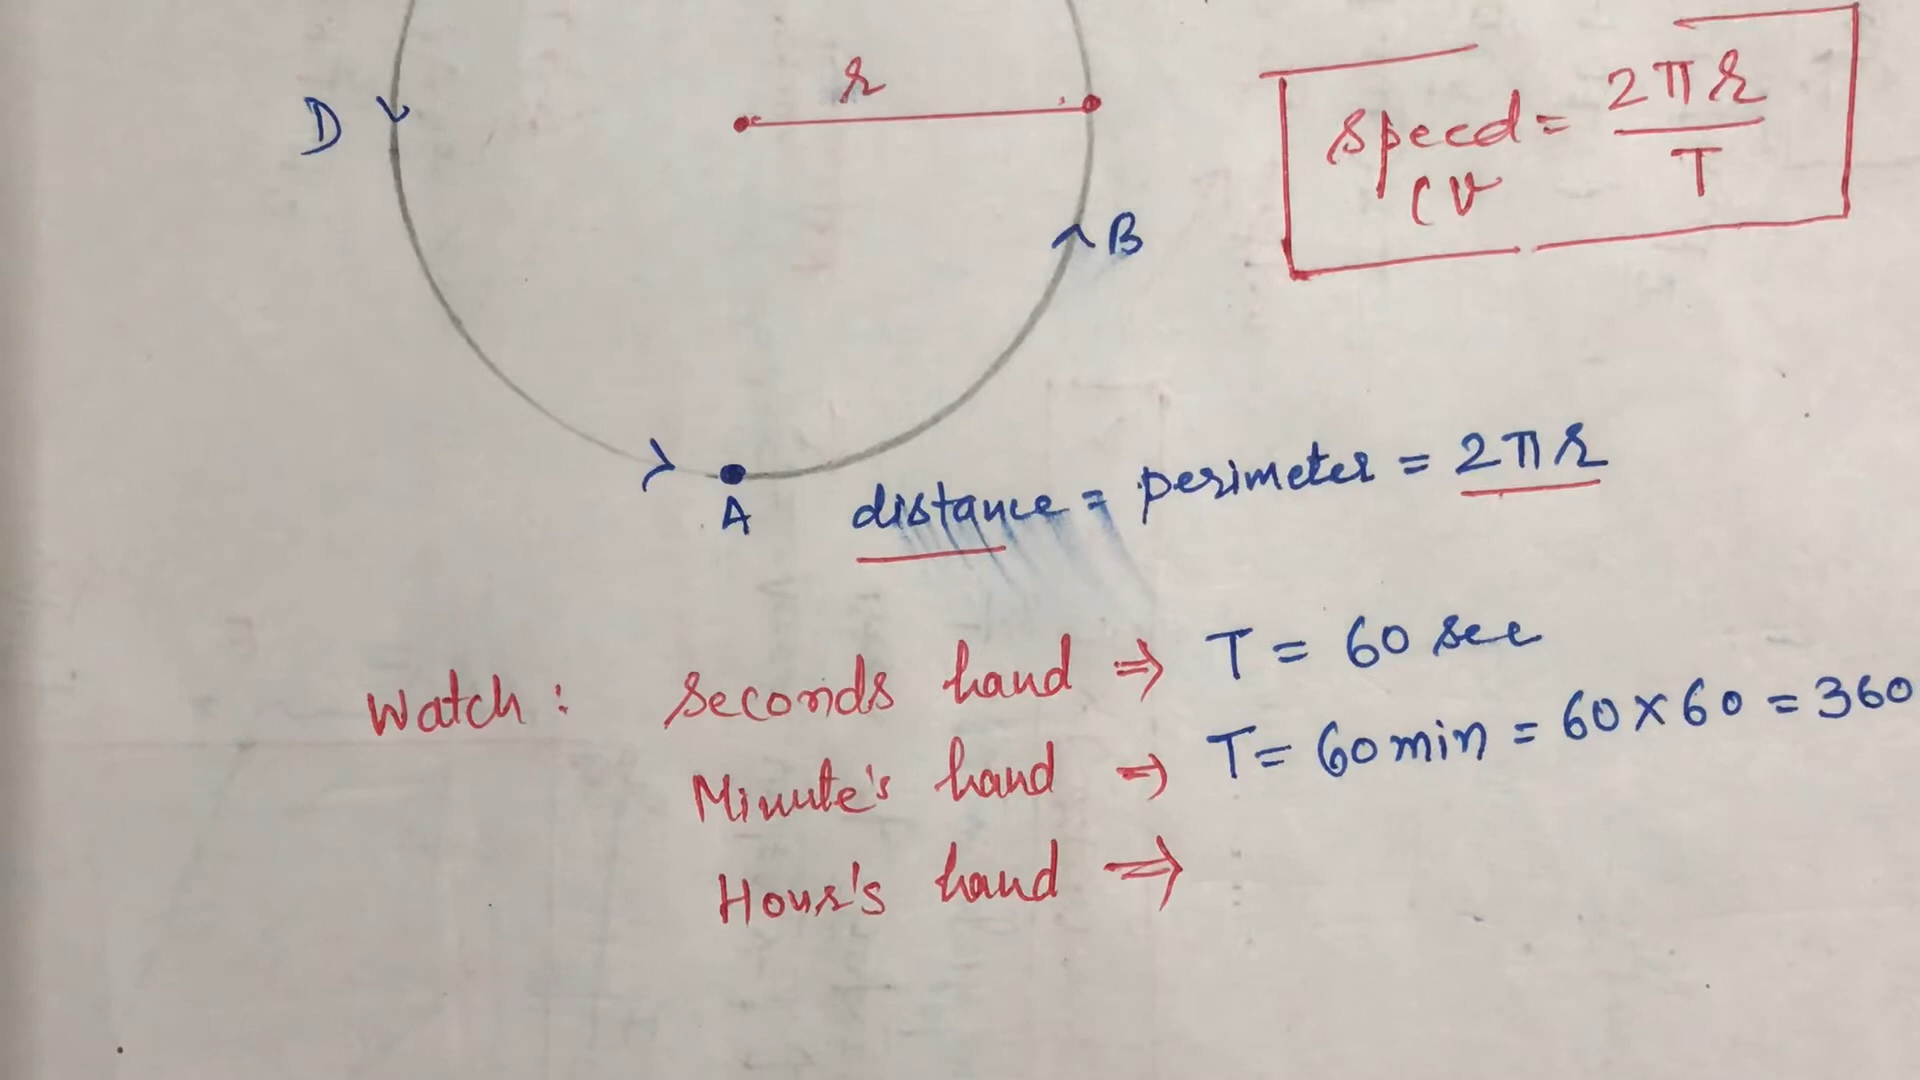 r
D
speed = 2πr / T
(v
B
A
distance = perimeter = 2πr
Watch : Seconds hand ⇒ T = 60 sec
Minute's hand ⇒ T = 60 min = 60 × 60 = 360
Hour's hand ⇒